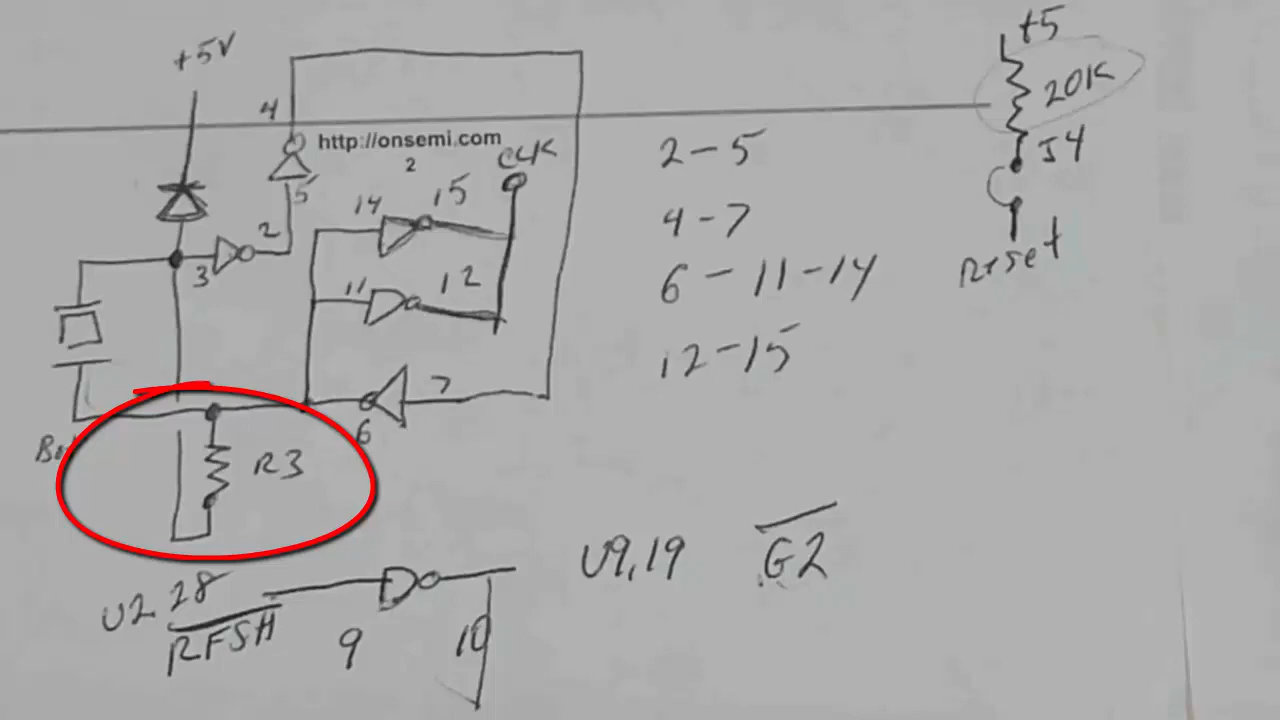 +5V
4
http://onsemi.com
2
CLK
5
2
3
14
15
11
12
7
6
R3
2-5
4-7
6-11-14
12-15
+5
20K
J4
Reset
U2 28
RFSH
9
10
U9,19
G2